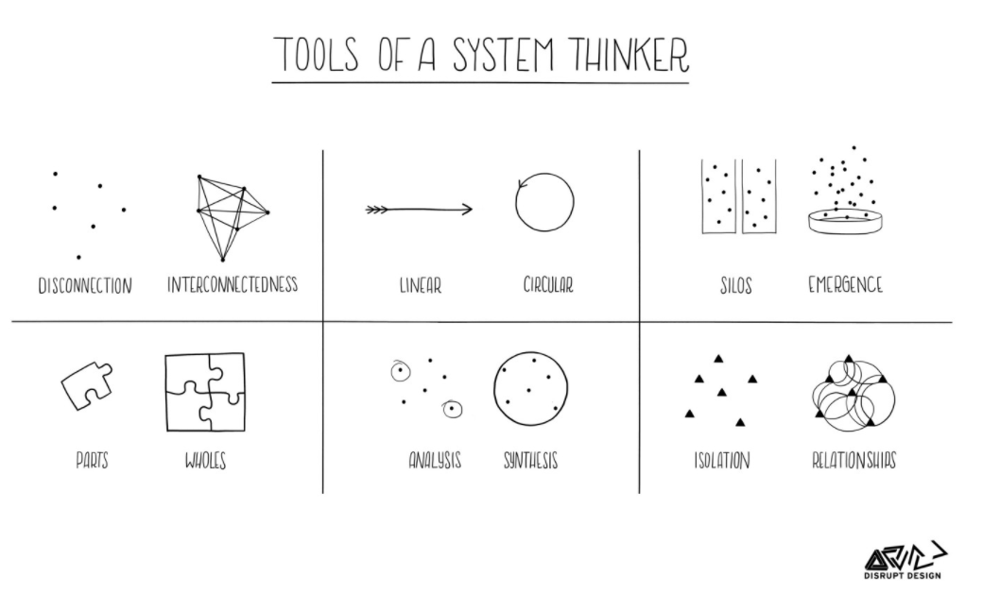 TOOLS OF A SYSTEM THINKER
DISCONNECTION INTERCONNECTEDNESS
LINEAR CIRCULAR
SILOS EMERGENCE
PARTS WHOLES
ANALYSIS SYNTHESIS
ISOLATION RELATIONSHIPS
DISRUPT DESIGN